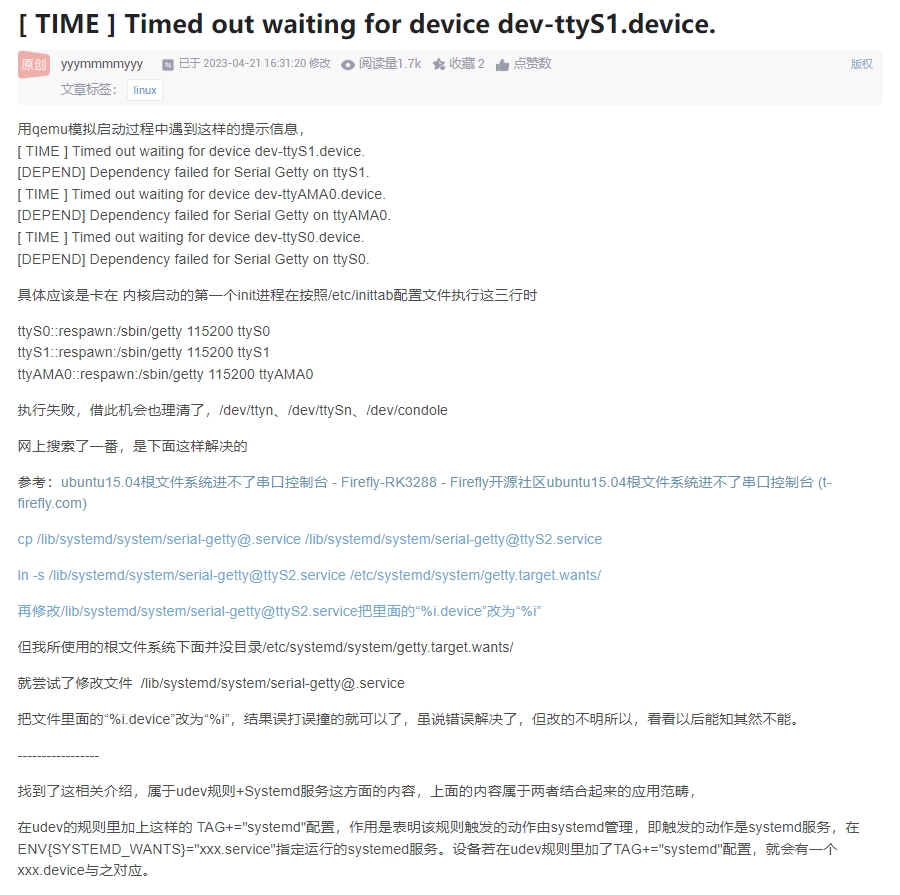 [ TIME ] Timed out waiting for device dev-ttyS1.device.
原创 yyymmmmyyy 已于 2023-04-21 16:31:20 修改 阅读量1.7k 收藏 2 点赞数 版权
文章标签： linux
用qemu模拟启动过程中遇到这样的提示信息，
[ TIME ] Timed out waiting for device dev-ttyS1.device.
[DEPEND] Dependency failed for Serial Getty on ttyS1.
[ TIME ] Timed out waiting for device dev-ttyAMA0.device.
[DEPEND] Dependency failed for Serial Getty on ttyAMA0.
[ TIME ] Timed out waiting for device dev-ttyS0.device.
[DEPEND] Dependency failed for Serial Getty on ttyS0.
具体应该是卡在 内核启动的第一个init进程在按照/etc/inittab配置文件执行这三行时
ttyS0::respawn:/sbin/getty 115200 ttyS0
ttyS1::respawn:/sbin/getty 115200 ttyS1
ttyAMA0::respawn:/sbin/getty 115200 ttyAMA0
执行失败，借此机会也理清了，/dev/ttyn、/dev/ttySn、/dev/condole
网上搜索了一番，是下面这样解决的
参考：ubuntu15.04根文件系统进不了串口控制台 - Firefly-RK3288 - Firefly开源社区ubuntu15.04根文件系统进不了串口控制台 (t-
firefly.com)
cp /lib/systemd/system/serial-getty@.service /lib/systemd/system/serial-getty@ttyS2.service
ln -s /lib/systemd/system/serial-getty@ttyS2.service /etc/systemd/system/getty.target.wants/
再修改/lib/systemd/system/serial-getty@ttyS2.service把里面的“%i.device”改为“%i”
但我所使用的根文件系统下面并没目录/etc/systemd/system/getty.target.wants/
就尝试了修改文件 /lib/systemd/system/serial-getty@.service
把文件里面的“%i.device”改为“%i”，结果误打误撞的就可以了，虽说错误解决了，但改的不明所以，看看以后能知其然不能。
-----------------
找到了这相关介绍，属于udev规则+Systemd服务这方面的内容，上面的内容属于两者结合起来的应用范畴，
在udev的规则里加上这样的 TAG+="systemd"配置，作用是表明该规则触发的动作由systemd管理，即触发的动作是systemd服务，在
ENV{SYSTEMD_WANTS}="xxx.service"指定运行的systemed服务。设备若在udev规则里加了TAG+="systemd"配置，就会有一个
xxx.device与之对应。